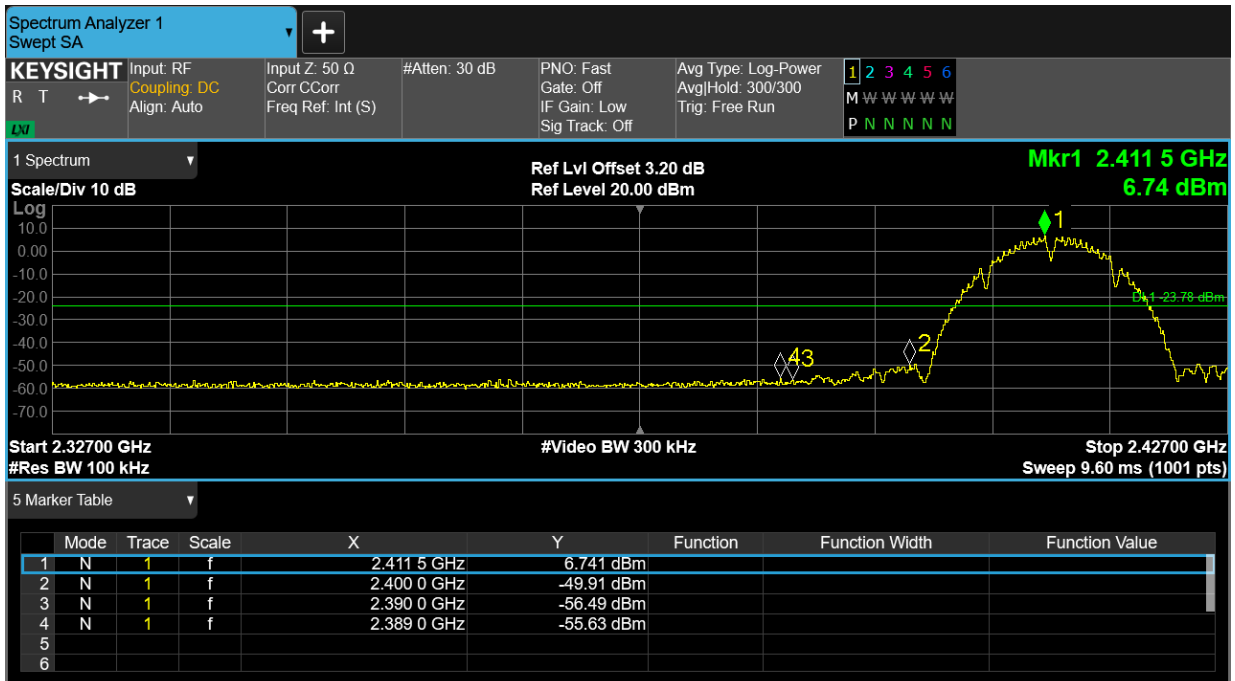 Spectrum Analyzer 1
Swept SA
+
KEYSIGHT Input: RF Input Z: 50 Ω #Atten: 30 dB PNO: Fast Avg Type: Log-Power 1 2 3 4 5 6
R T Coupling: DC Corr CCorr Gate: Off Avg|Hold: 300/300 M W W W W W
Align: Auto Freq Ref: Int (S) IF Gain: Low Trig: Free Run
LXI Sig Track: Off P N N N N N
1 Spectrum
Ref Lvl Offset 3.20 dB Mkr1 2.411 5 GHz
Scale/Div 10 dB Ref Level 20.00 dBm 6.74 dBm
Log
10.0
0.00
-10.0
-20.0
-30.0
-40.0
-50.0
-60.0
-70.0
1
DL1 -23.78 dBm
2
43
Start 2.32700 GHz #Video BW 300 kHz Stop 2.42700 GHz
#Res BW 100 kHz Sweep 9.60 ms (1001 pts)
5 Marker Table
Mode Trace Scale X Y Function Function Width Function Value
1 N 1 f 2.411 5 GHz 6.741 dBm
2 N 1 f 2.400 0 GHz -49.91 dBm
3 N 1 f 2.390 0 GHz -56.49 dBm
4 N 1 f 2.389 0 GHz -55.63 dBm
5
6